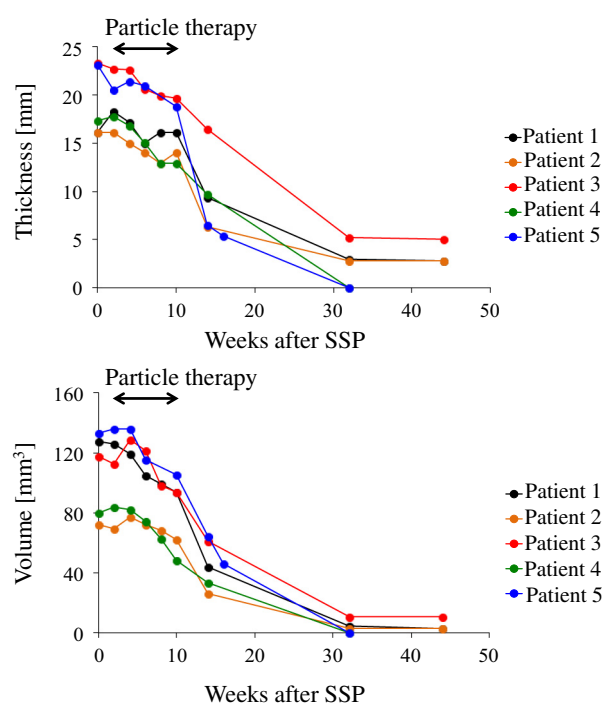 Particle therapy
Thickness [mm]
25
20
15
10
5
0
0 10 20 30 40 50
Weeks after SSP
Patient 1
Patient 2
Patient 3
Patient 4
Patient 5
Particle therapy
Volume [mm³]
160
120
80
40
0
0 10 20 30 40 50
Weeks after SSP
Patient 1
Patient 2
Patient 3
Patient 4
Patient 5